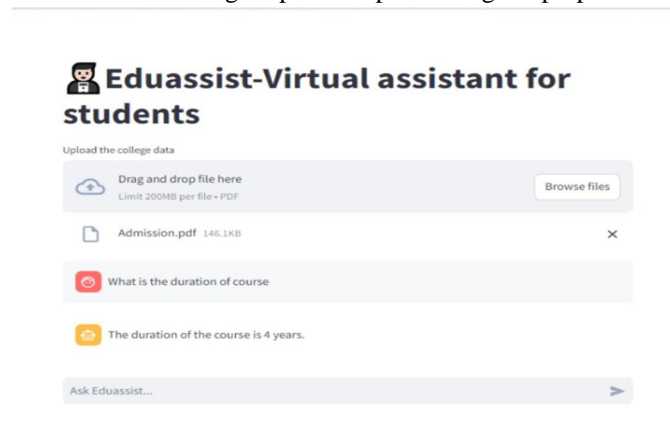 Eduassist-Virtual assistant for
students
Upload the college data
Drag and drop file here
Limit 200MB per file • PDF
Browse files
Admission.pdf 146.1KB
What is the duration of course
The duration of the course is 4 years.
Ask Eduassist...